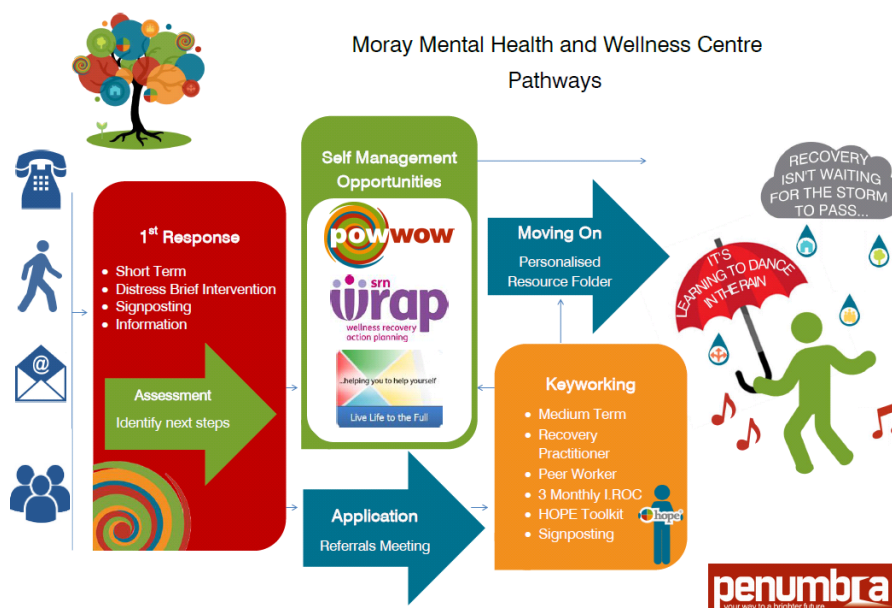 Moray Mental Health and Wellness Centre
Pathways
@
1st Response
• Short Term
• Distress Brief Intervention
• Signposting
• Information
Assessment
Identify next steps
Self Management
Opportunities
powwow
srn
wrap
wellness recovery
action planning
...helping you to help yourself
Live Life to the Full
Application
Referrals Meeting
Moving On
Personalised
Resource Folder
Keyworking
• Medium Term
• Recovery
Practitioner
• Peer Worker
• 3 Monthly I.ROC
• HOPE Toolkit
• Signposting
hope
RECOVERY
ISN'T WAITING
FOR THE STORM
TO PASS...
IT'S
LEARNING TO DANCE
IN THE RAIN
penumbra
your way to a brighter future